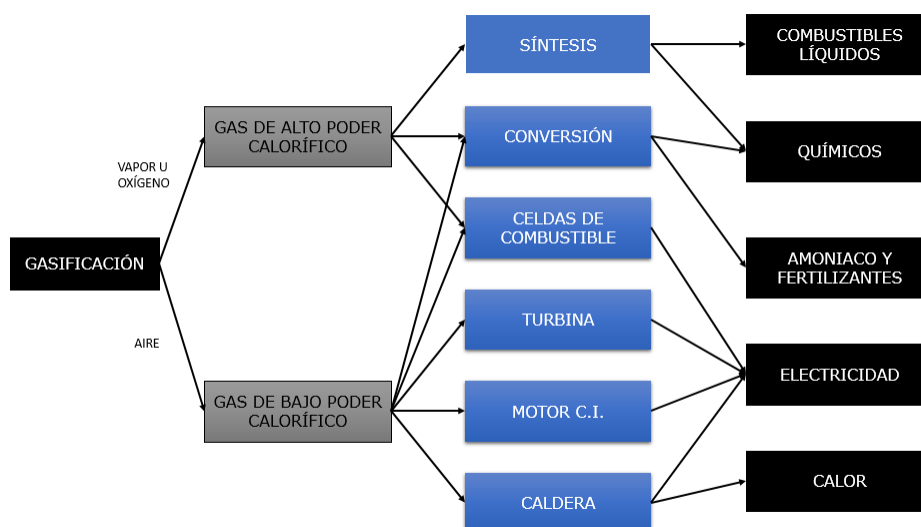 SÍNTESIS
COMBUSTIBLES
LÍQUIDOS
GAS DE ALTO PODER
CALORÍFICO
CONVERSIÓN
QUÍMICOS
VAPOR U
OXÍGENO
CELDAS DE
COMBUSTIBLE
GASIFICACIÓN
AMONIACO Y
FERTILIZANTES
TURBINA
AIRE
ELECTRICIDAD
GAS DE BAJO PODER
CALORÍFICO
MOTOR C.I.
CALDERA
CALOR